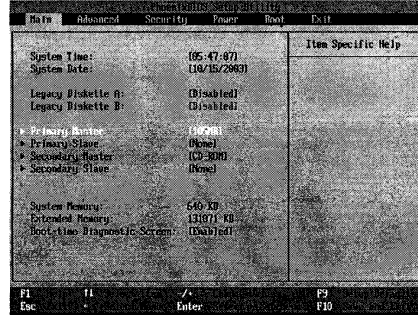 PhoenixBIOS Setup Utility
Main Advanced Security Power Boot Exit
Item Specific Help
System Time: [05:47:07]
System Date: [10/15/2003]
Legacy Diskette A: [Disabled]
Legacy Diskette B: [Disabled]
Primary Master
Primary Slave [None]
Secondary Master [CD-ROM]
Secondary Slave [None]
System Memory: 640 KB
Extended Memory: 131071 KB
Boot-time Diagnostic Screen: [Enabled]
F1 ↑↓ -/+ F9
Esc Enter F10